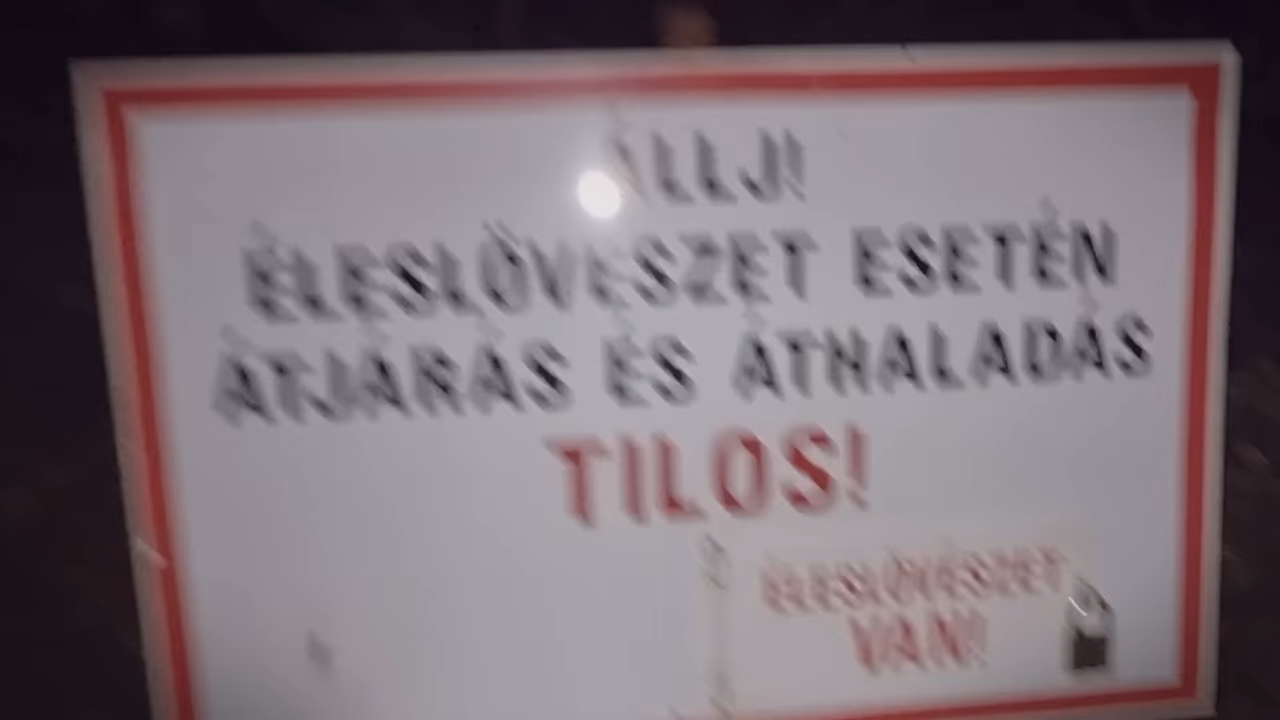 ÁLLJ!
ÉLESLÖVÉSZET ESETÉN
ÁTJÁRÁS ÉS ÁTHALADÁS
TILOS!
ÉLESLÖVÉSZET
VAN!